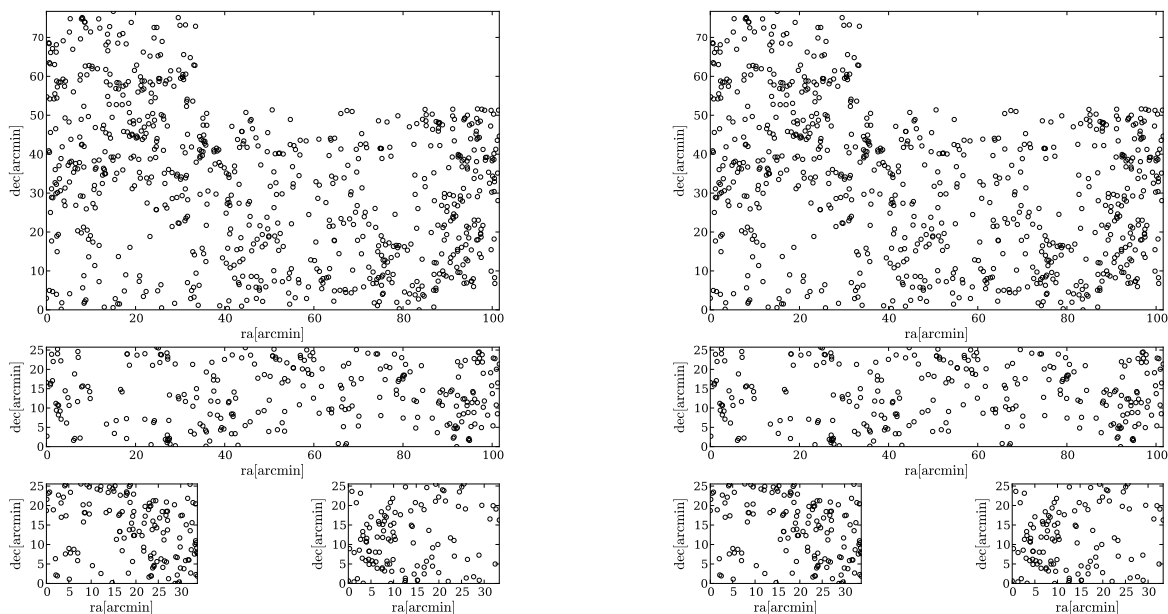 70 70
60 60
50 50
40 40
30 30
20 20
10 10
0 0
dec[arcmin] dec[arcmin]
0 20 40 60 80 100 0 20 40 60 80 100
ra[arcmin] ra[arcmin]
25 25
20 20
15 15
10 10
5 5
0 0
dec[arcmin] dec[arcmin]
0 20 40 60 80 100 0 20 40 60 80 100
ra[arcmin] ra[arcmin]
25 25 25 25
20 20 20 20
15 15 15 15
10 10 10 10
5 5 5 5
0 0 0 0
dec[arcmin] dec[arcmin] dec[arcmin] dec[arcmin]
0 5 10 15 20 25 30 0 5 10 15 20 25 30 0 5 10 15 20 25 30 0 5 10 15 20 25 30
ra[arcmin] ra[arcmin] ra[arcmin] ra[arcmin]